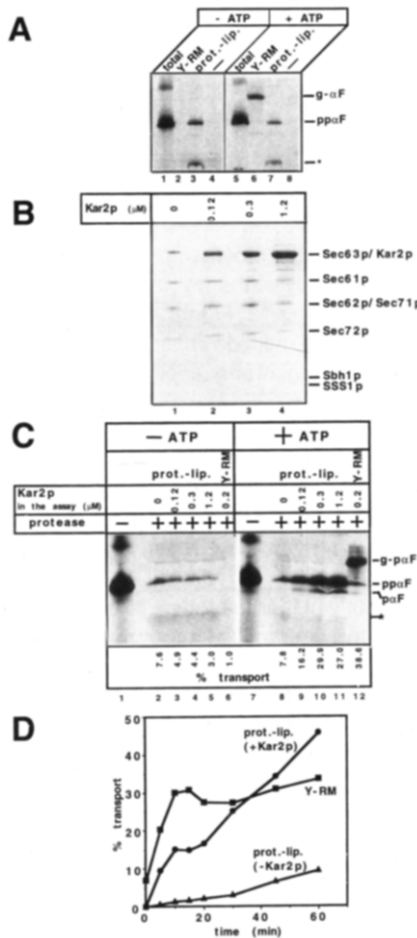 A
- ATP + ATP
total Y-RM prot.-lip. — total Y-RM prot.-lip. —
g-αF
ppαF
*
1 2 3 4 5 6 7 8
B
Kar2p (μM) 0 0.12 0.3 1.2
Sec63p/ Kar2p
Sec61p
Sec62p/ Sec71p
Sec72p
Sbh1p
SSS1p
1 2 3 4
C
— ATP + ATP
prot.-lip. Y-RM prot.-lip. Y-RM
Kar2p in the assay (μM) 0 0.12 0.3 1.2 0.2 0 0.12 0.3 1.2 0.2
protease — + + + + + — + + + + +
g-pαF
ppαF
pαF
*
7.6 4.9 4.4 3.0 1.0 7.8 16.2 29.9 27.0 38.6
% transport
1 2 3 4 5 6 7 8 9 10 11 12
D
50
40
30
20
10
0
% transport
prot.-lip. (+Kar2p)
Y-RM
prot.-lip. (-Kar2p)
0 20 40 60
time (min)